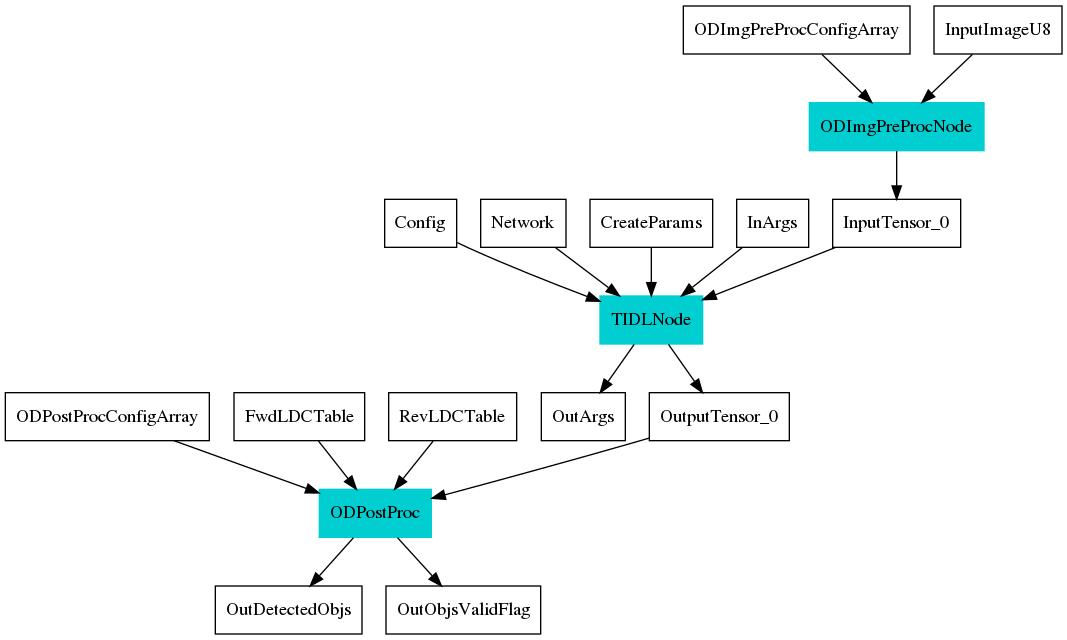 ODImgPreProcConfigArray
InputImageU8
ODImgPreProcNode
Config
Network
CreateParams
InArgs
InputTensor_0
TIDLNode
ODPostProcConfigArray
FwdLDCTable
RevLDCTable
OutArgs
OutputTensor_0
ODPostProc
OutDetectedObjs
OutObjsValidFlag